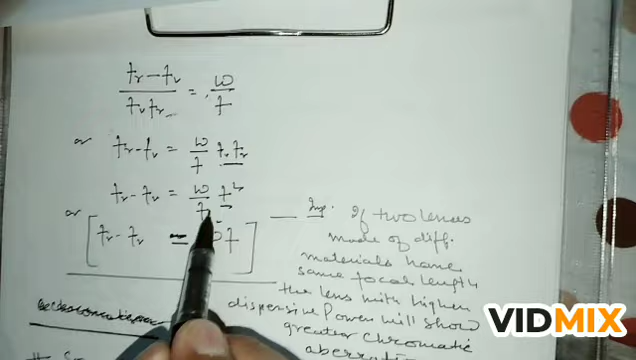 fr - fv / fv fr = ω / f
or fr - fv = ω / f fv fr
fr - fv = ω / f f²
or
[ fr - fv = ω f ]
Imp. If two lenses
made of diff.
materials have
same focal length
the lens with higher
dispersive Power will show
greater chromatic
VIDMIX